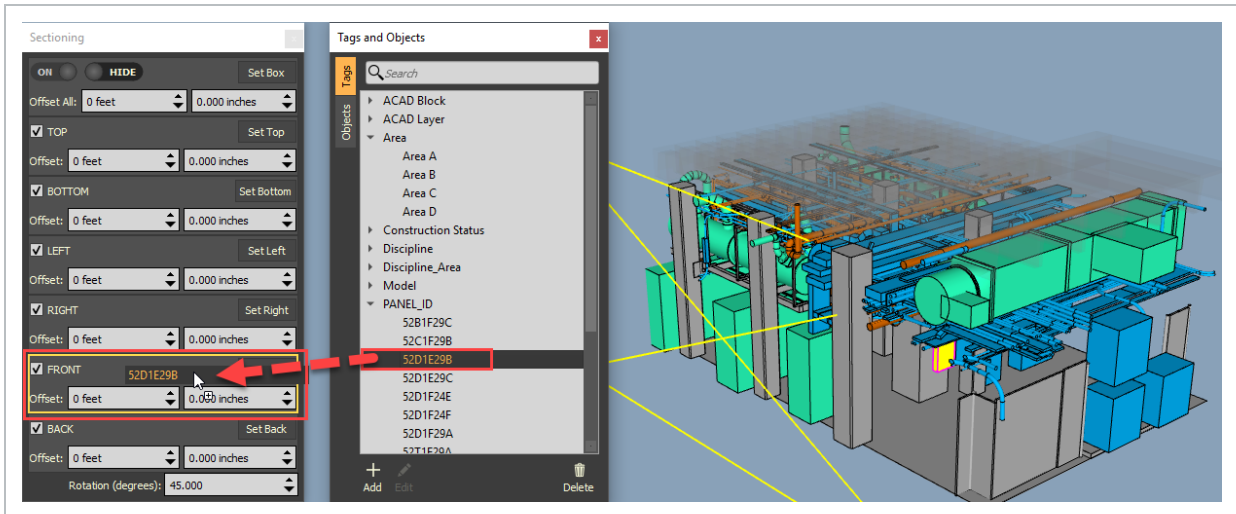 Sectioning
ON HIDE Set Box
Offset All: 0 feet 0.000 inches
TOP Set Top
Offset: 0 feet 0.000 inches
BOTTOM Set Bottom
Offset: 0 feet 0.000 inches
LEFT Set Left
Offset: 0 feet 0.000 inches
RIGHT Set Right
Offset: 0 feet 0.000 inches
FRONT 52D1E29B
Offset: 0 feet 0.000 inches
BACK Set Back
Offset: 0 feet 0.000 inches
Rotation (degrees): 45.000
Tags and Objects x
Tags
Objects
Search
ACAD Block
ACAD Layer
Area
Area A
Area B
Area C
Area D
Construction Status
Discipline
Discipline_Area
Model
PANEL_ID
52B1F29C
52C1F29B
52D1E29B
52D1E29C
52D1F24E
52D1F24F
52D1F29A
52T1F29A
Add Edit Delete